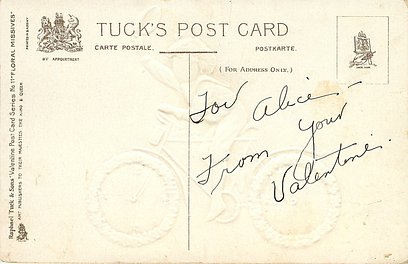 TUCK'S POST CARD
CARTE POSTALE.
POSTKARTE.
BY APPOINTMENT
(FOR ADDRESS ONLY.)
For Alice –
From your
Valentine.
Raphael Tuck & Sons' Valentine Post Card Series No "FLORAL MISSIVES"
ART PUBLISHERS TO THEIR MAJESTIES THE KING & QUEEN